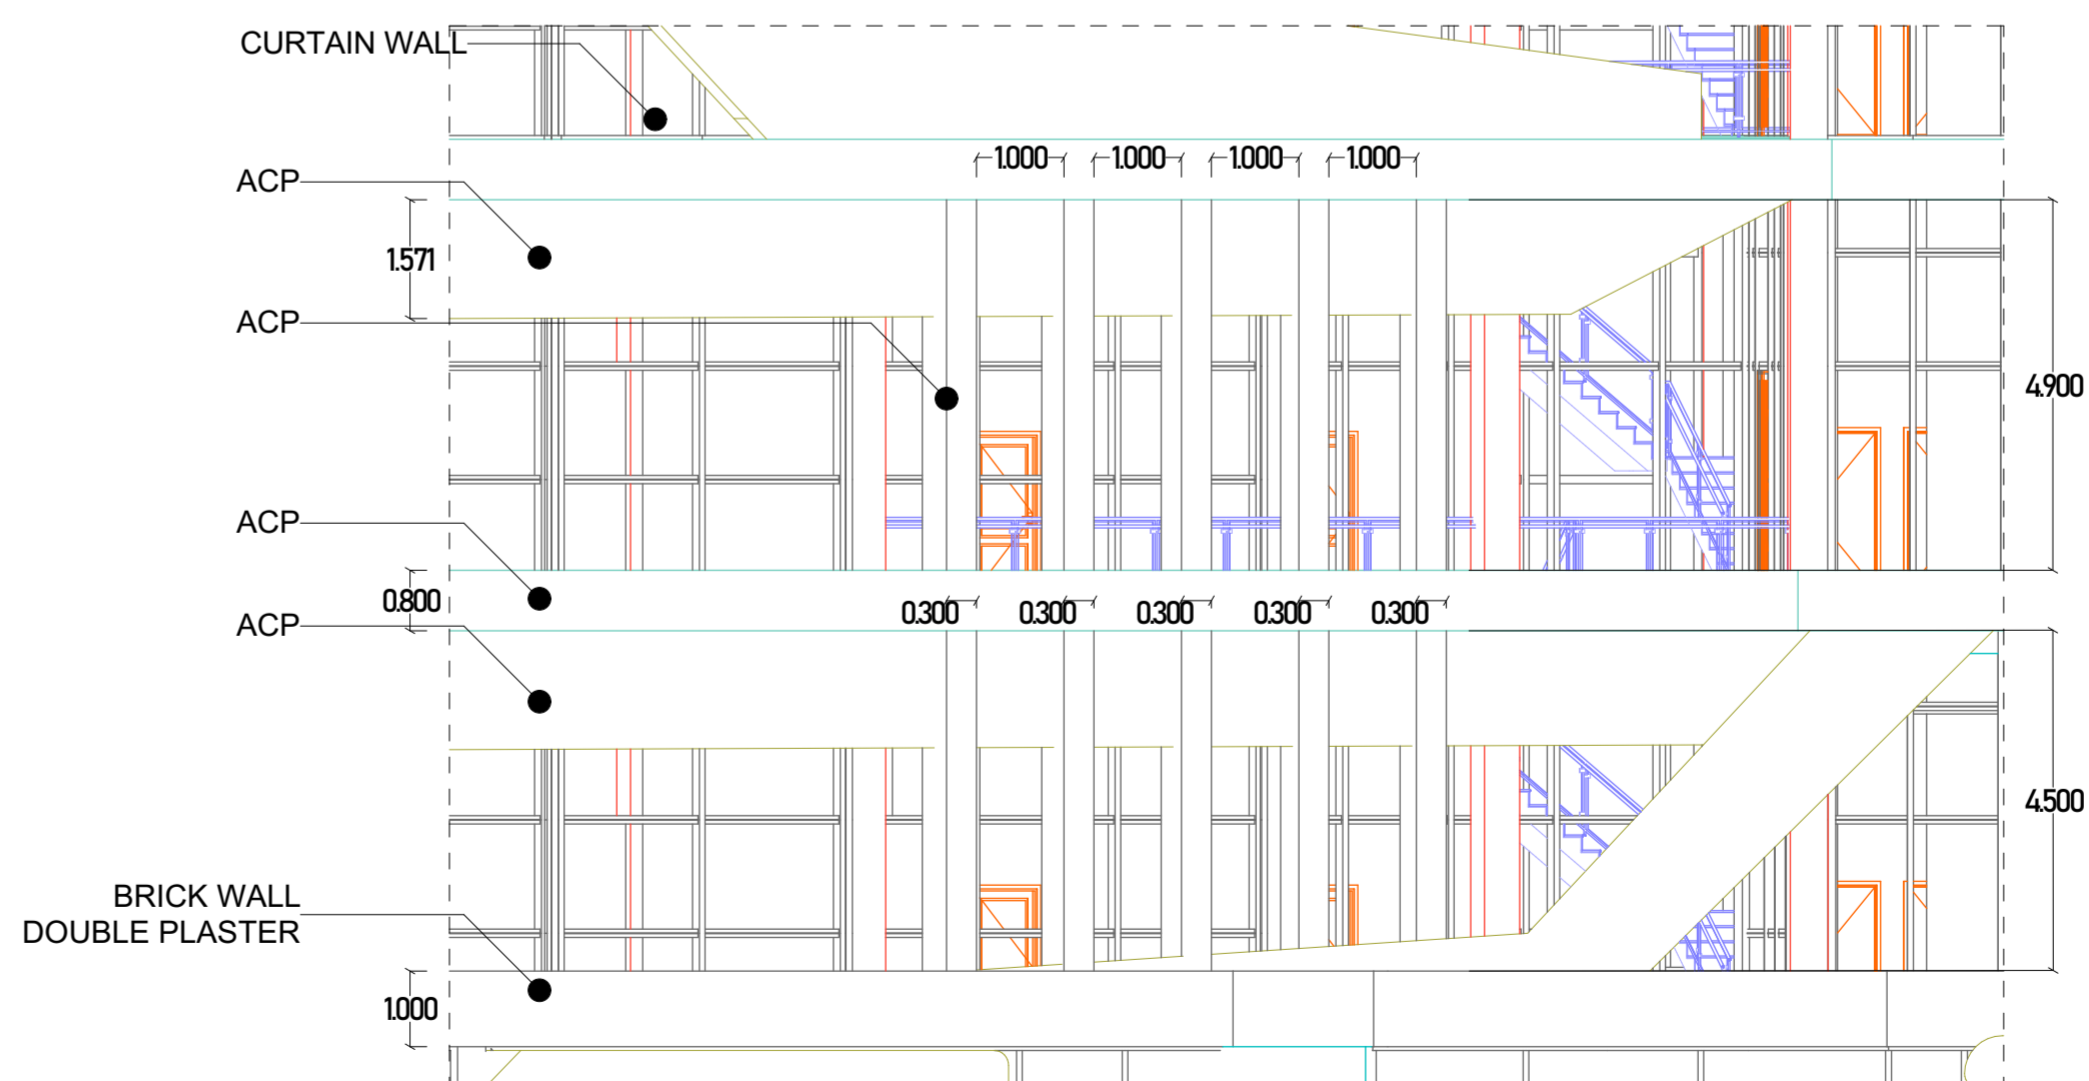 CURTAIN WALL
1.000 1.000 1.000 1.000
ACP
1.571
ACP
4.900
ACP
0.800
0.300 0.300 0.300 0.300 0.300
ACP
4.500
BRICK WALL
DOUBLE PLASTER
1.000